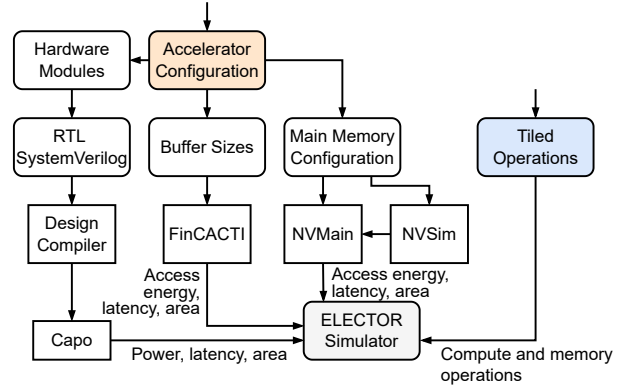 Hardware
Modules
Accelerator
Configuration
RTL
SystemVerilog
Buffer Sizes
Main Memory
Configuration
Tiled
Operations
Design
Compiler
FinCACTI
NVMain
NVSim
Access
energy,
latency, area
Access energy,
latency, area
Capo
Power, latency, area
ELECTOR
Simulator
Compute and memory
operations